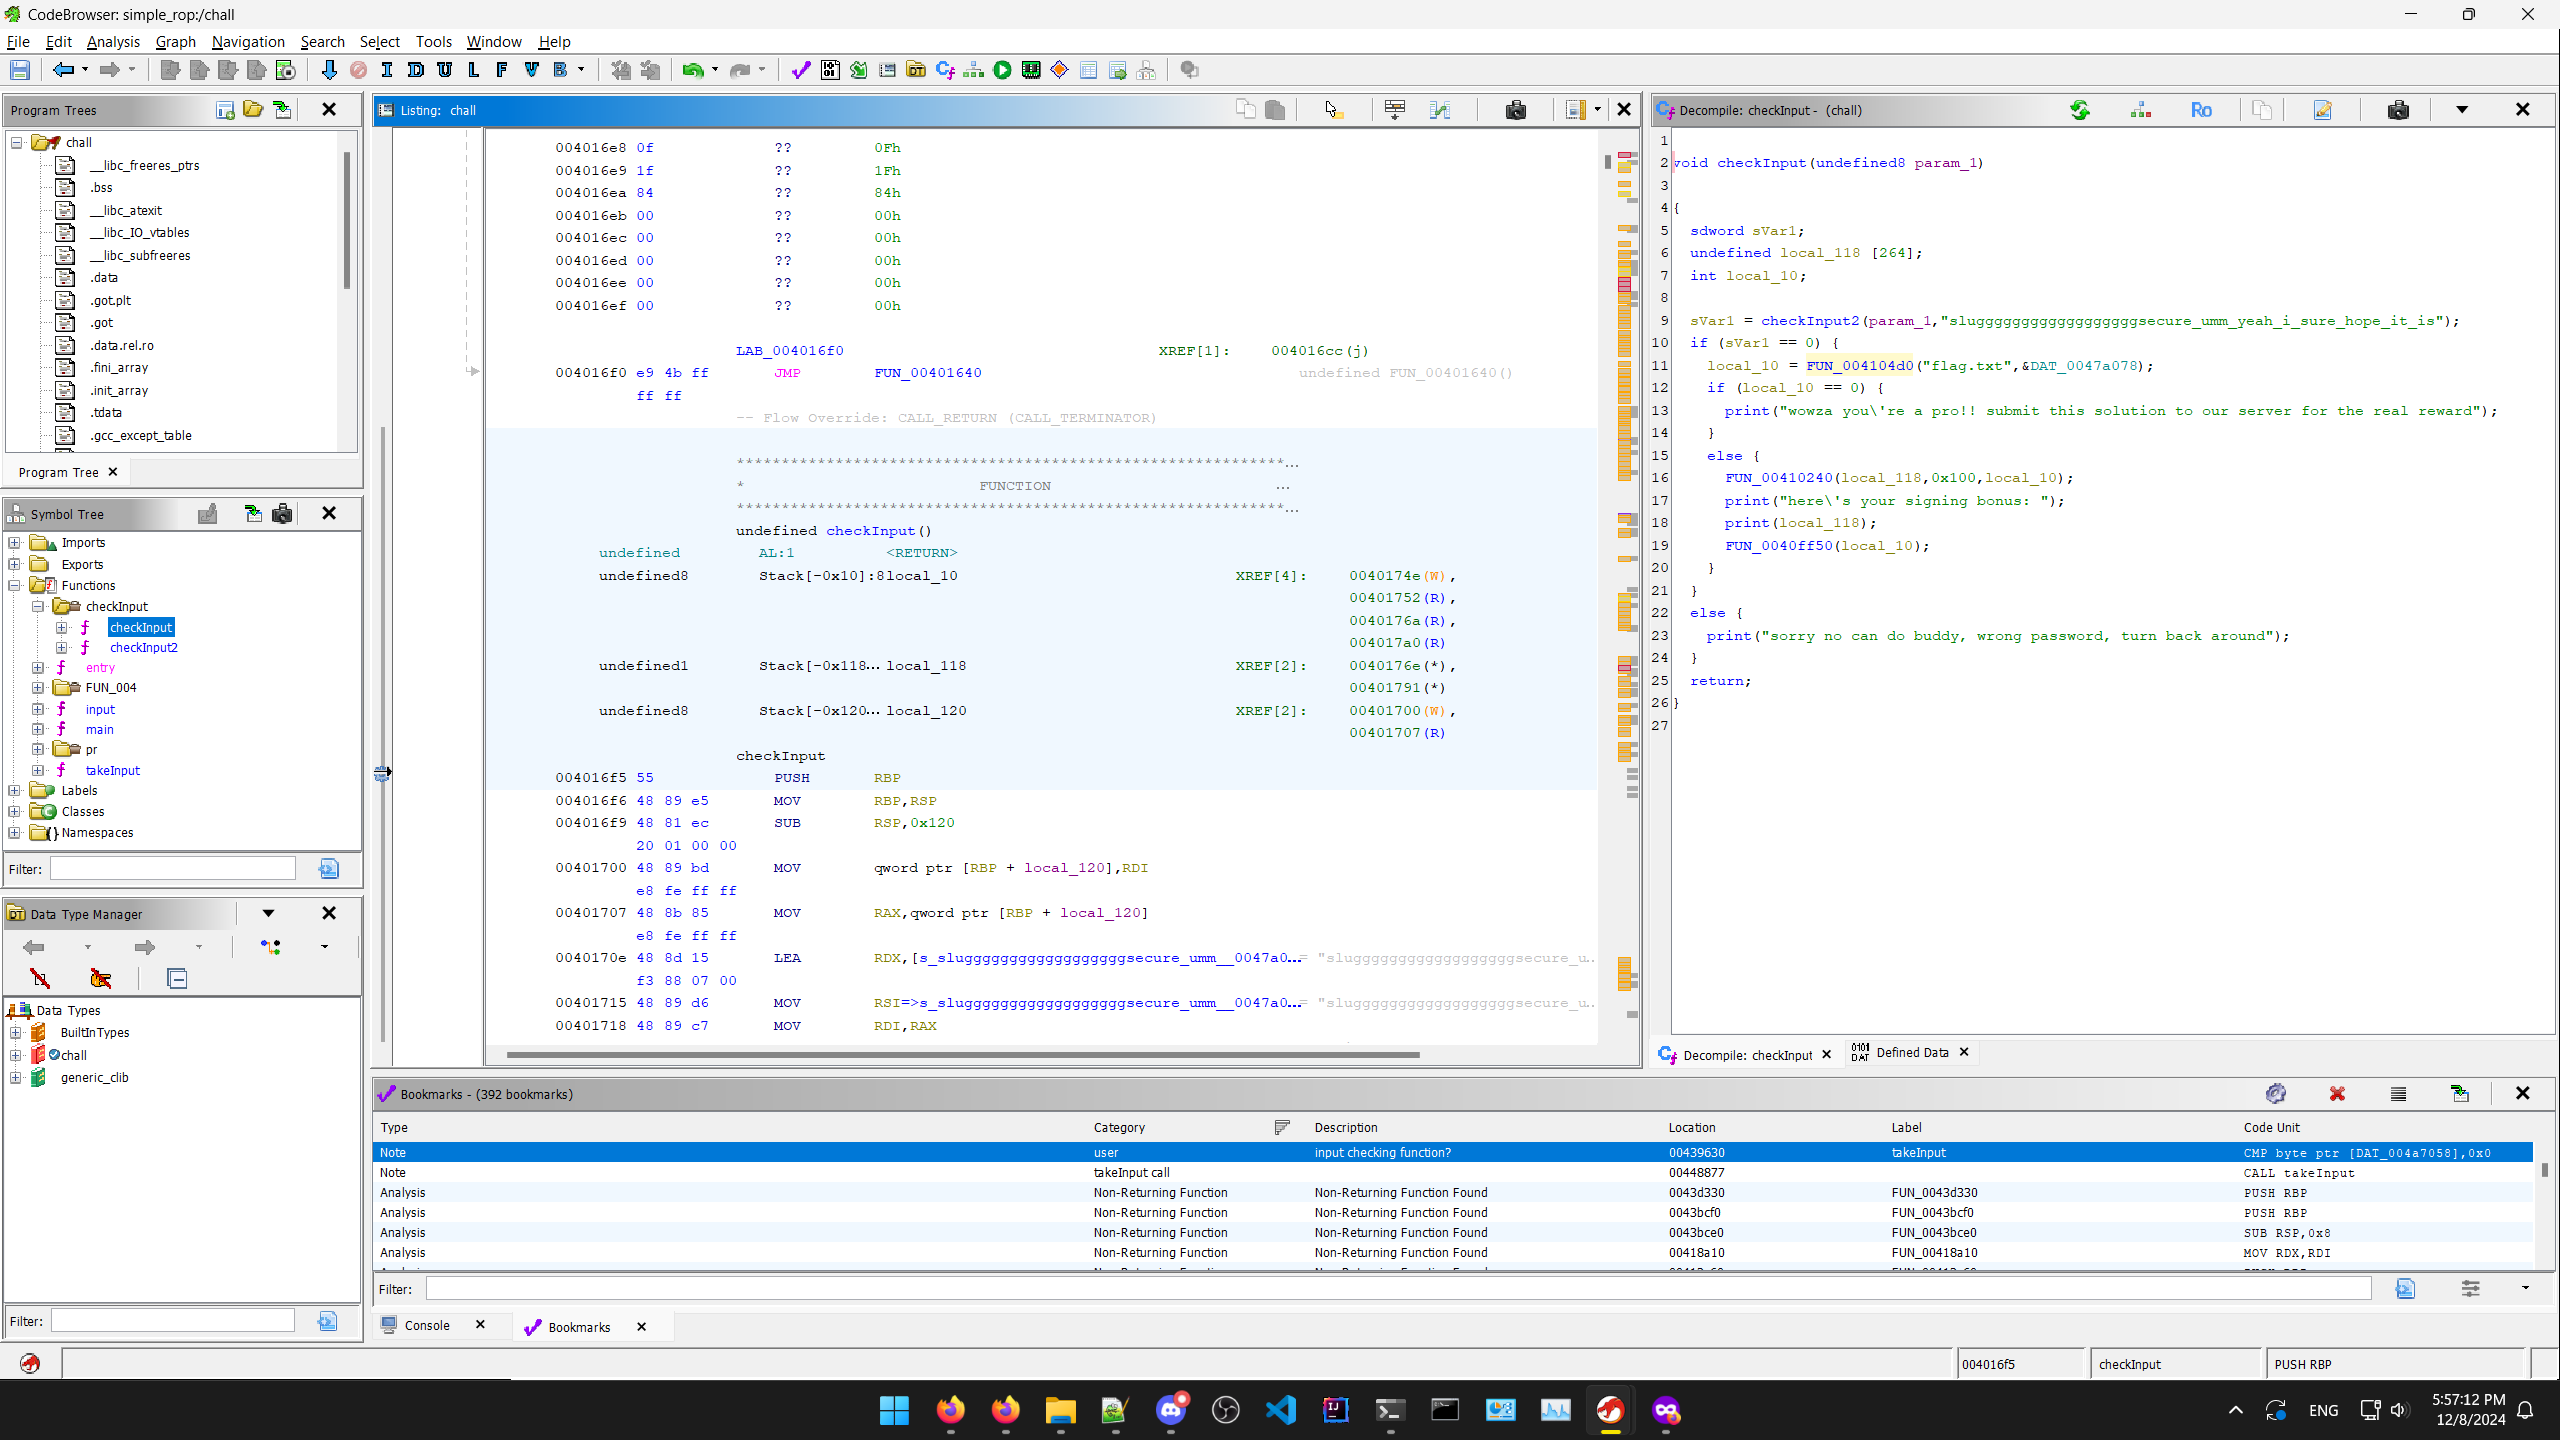 CodeBrowser: simple_rop:/chall
File Edit Analysis Graph Navigation Search Select Tools Window Help
I D U L F V B
Program Trees
chall
__libc_freeres_ptrs
.bss
__libc_atexit
__libc_IO_vtables
__libc_subfreeres
.data
.got.plt
.got
.data.rel.ro
.fini_array
.init_array
.tdata
.gcc_except_table
Program Tree
Symbol Tree
Imports
Exports
Functions
checkInput
checkInput
checkInput2
entry
FUN_004
input
main
pr
takeInput
Labels
Classes
Namespaces
Filter:
Data Type Manager
Data Types
BuiltInTypes
chall
generic_clib
Filter:
Listing: chall
004016e8 0f ?? 0Fh
004016e9 1f ?? 1Fh
004016ea 84 ?? 84h
004016eb 00 ?? 00h
004016ec 00 ?? 00h
004016ed 00 ?? 00h
004016ee 00 ?? 00h
004016ef 00 ?? 00h
LAB_004016f0 XREF[1]: 004016cc(j)
004016f0 e9 4b ff JMP FUN_00401640 undefined FUN_00401640()
ff ff
-- Flow Override: CALL_RETURN (CALL_TERMINATOR)
*************************************************************...
* FUNCTION ...
*************************************************************...
undefined checkInput()
undefined AL:1 <RETURN>
undefined8 Stack[-0x10]:8 local_10 XREF[4]: 0040174e(W),
00401752(R),
0040176a(R),
004017a0(R)
undefined1 Stack[-0x118... local_118 XREF[2]: 0040176e(*),
00401791(*)
undefined8 Stack[-0x120... local_120 XREF[2]: 00401700(W),
00401707(R)
checkInput
004016f5 55 PUSH RBP
004016f6 48 89 e5 MOV RBP,RSP
004016f9 48 81 ec SUB RSP,0x120
20 01 00 00
00401700 48 89 bd MOV qword ptr [RBP + local_120],RDI
e8 fe ff ff
00401707 48 8b 85 MOV RAX,qword ptr [RBP + local_120]
e8 fe ff ff
0040170e 48 8d 15 LEA RDX,[s_sluggggggggggggggggggsecure_umm__0047a0...= "sluggggggggggggggggggsecure_u...
f3 88 07 00
00401715 48 89 d6 MOV RSI=>s_sluggggggggggggggggggsecure_umm__0047a0...= "sluggggggggggggggggggsecure_u...
00401718 48 89 c7 MOV RDI,RAX
Decompile: checkInput - (chall)
Ro
1
2 void checkInput(undefined8 param_1)
3
4 {
5 sdword sVar1;
6 undefined local_118 [264];
7 int local_10;
8
9 sVar1 = checkInput2(param_1,"sluggggggggggggggggggsecure_umm_yeah_i_sure_hope_it_is");
10 if (sVar1 == 0) {
11 local_10 = FUN_004104d0("flag.txt",&DAT_0047a078);
12 if (local_10 == 0) {
13 print("wowza you\'re a pro!! submit this solution to our server for the real reward");
14 }
15 else {
16 FUN_00410240(local_118,0x100,local_10);
17 print("here\'s your signing bonus: ");
18 print(local_118);
19 FUN_0040ff50(local_10);
20 }
21 }
22 else {
23 print("sorry no can do buddy, wrong password, turn back around");
24 }
25 return;
26 }
27
Decompile: checkInput Defined Data
Bookmarks - (392 bookmarks)
Type Category Description Location Label Code Unit
Note user input checking function? 00439630 takeInput CMP byte ptr [DAT_004a7058],0x0
Note takeInput call 00448877 CALL takeInput
Analysis Non-Returning Function Non-Returning Function Found 0043d330 FUN_0043d330 PUSH RBP
Analysis Non-Returning Function Non-Returning Function Found 0043bcf0 FUN_0043bcf0 PUSH RBP
Analysis Non-Returning Function Non-Returning Function Found 0043bce0 FUN_0043bce0 SUB RSP,0x8
Analysis Non-Returning Function Non-Returning Function Found 00418a10 FUN_00418a10 MOV RDX,RDI
Filter:
Console Bookmarks
004016f5 checkInput PUSH RBP
ENG
5:57:12 PM
12/8/2024